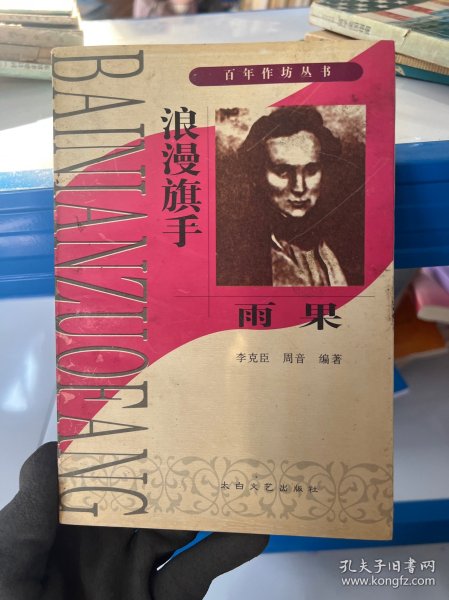 百年作坊丛书
BAINIANZUOFANG
浪漫旗手
雨果
李克臣 周音 编著
太白文艺出版社
孔夫子旧书网
www.kongfz.com